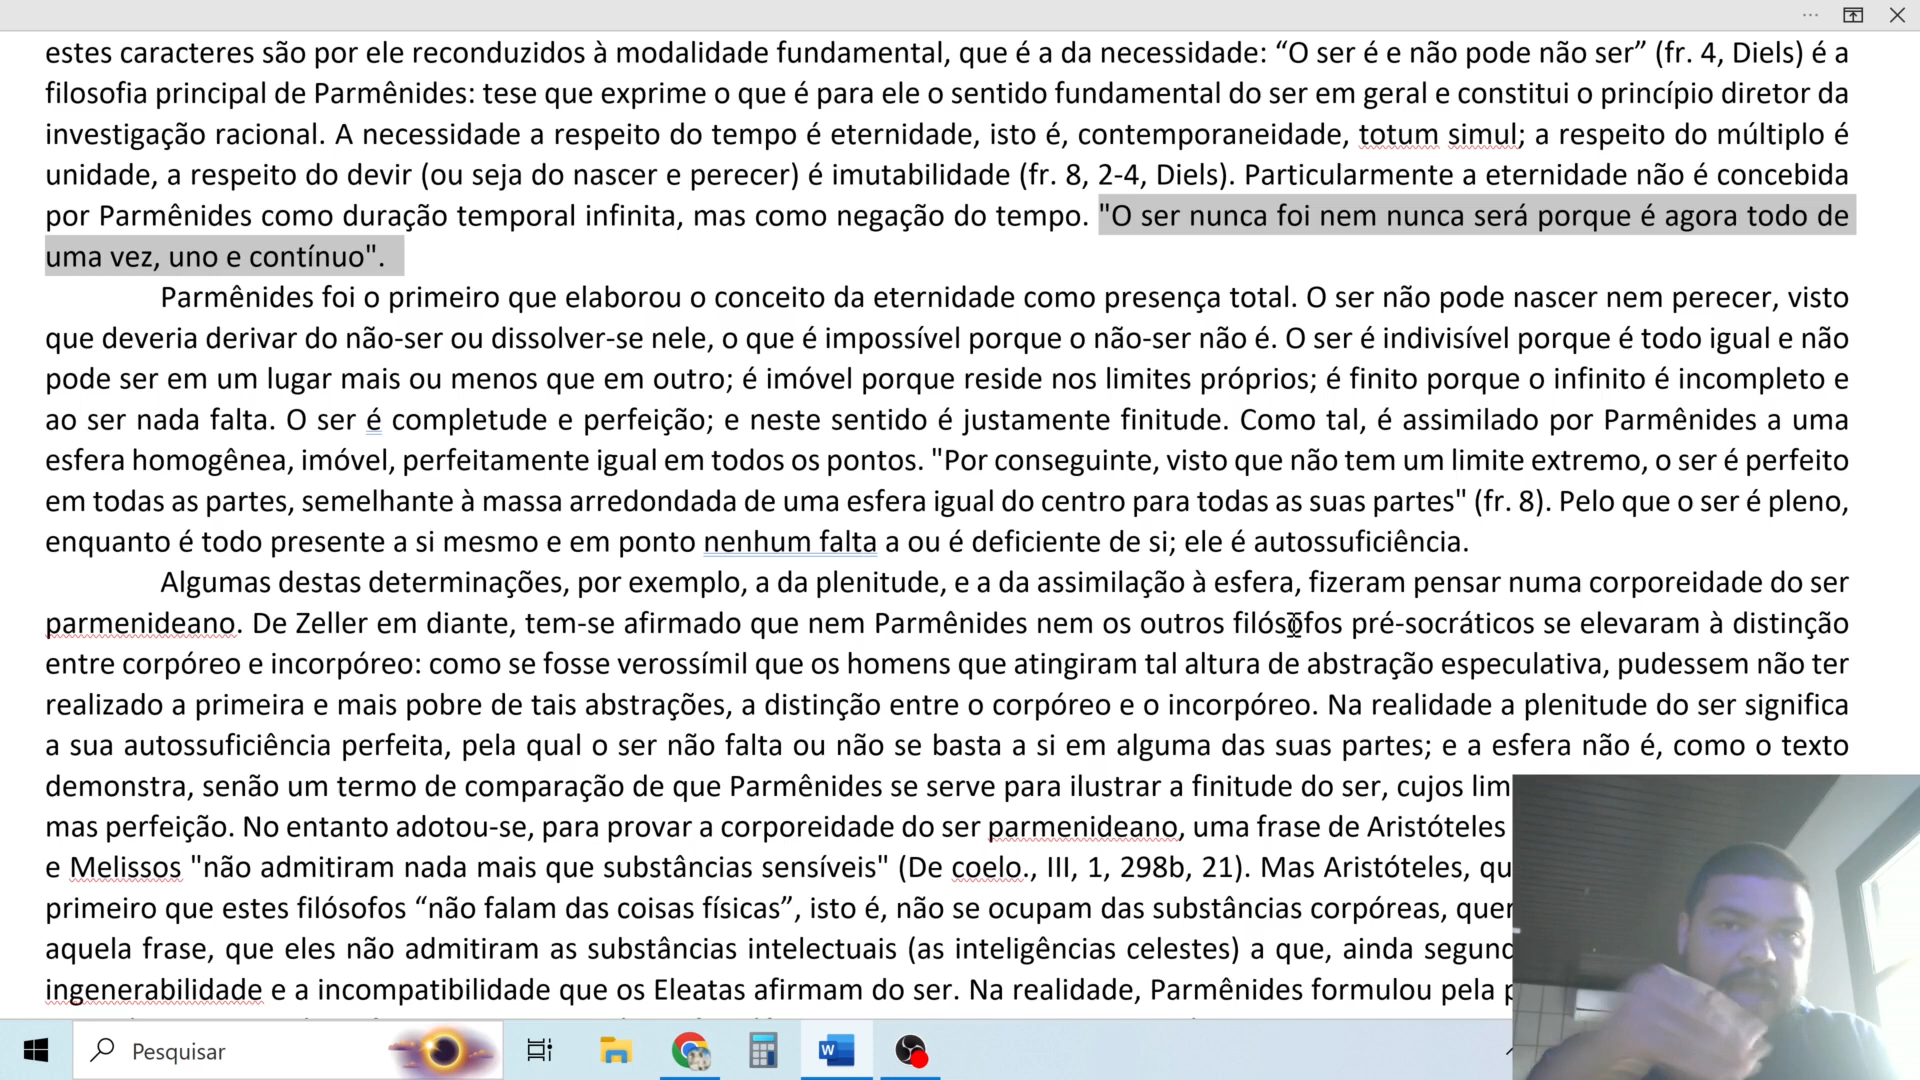 estes caracteres são por ele reconduzidos à modalidade fundamental, que é a da necessidade: “O ser é e não pode não ser” (fr. 4, Diels) é a
filosofia principal de Parmênides: tese que exprime o que é para ele o sentido fundamental do ser em geral e constitui o princípio diretor da
investigação racional. A necessidade a respeito do tempo é eternidade, isto é, contemporaneidade, totum simul; a respeito do múltiplo é
unidade, a respeito do devir (ou seja do nascer e perecer) é imutabilidade (fr. 8, 2-4, Diels). Particularmente a eternidade não é concebida
por Parmênides como duração temporal infinita, mas como negação do tempo. "O ser nunca foi nem nunca será porque é agora todo de
uma vez, uno e contínuo".
Parmênides foi o primeiro que elaborou o conceito da eternidade como presença total. O ser não pode nascer nem perecer, visto
que deveria derivar do não-ser ou dissolver-se nele, o que é impossível porque o não-ser não é. O ser é indivisível porque é todo igual e não
pode ser em um lugar mais ou menos que em outro; é imóvel porque reside nos limites próprios; é finito porque o infinito é incompleto e
ao ser nada falta. O ser é completude e perfeição; e neste sentido é justamente finitude. Como tal, é assimilado por Parmênides a uma
esfera homogênea, imóvel, perfeitamente igual em todos os pontos. "Por conseguinte, visto que não tem um limite extremo, o ser é perfeito
em todas as partes, semelhante à massa arredondada de uma esfera igual do centro para todas as suas partes" (fr. 8). Pelo que o ser é pleno,
enquanto é todo presente a si mesmo e em ponto nenhum falta a ou é deficiente de si; ele é autossuficiência.
Algumas destas determinações, por exemplo, a da plenitude, e a da assimilação à esfera, fizeram pensar numa corporeidade do ser
parmenideano. De Zeller em diante, tem-se afirmado que nem Parmênides nem os outros filósofos pré-socráticos se elevaram à distinção
entre corpóreo e incorpóreo: como se fosse verossímil que os homens que atingiram tal altura de abstração especulativa, pudessem não ter
realizado a primeira e mais pobre de tais abstrações, a distinção entre o corpóreo e o incorpóreo. Na realidade a plenitude do ser significa
a sua autossuficiência perfeita, pela qual o ser não falta ou não se basta a si em alguma das suas partes; e a esfera não é, como o texto
demonstra, senão um termo de comparação de que Parmênides se serve para ilustrar a finitude do ser, cujos lim
mas perfeição. No entanto adotou-se, para provar a corporeidade do ser parmenideano, uma frase de Aristóteles
e Melissos "não admitiram nada mais que substâncias sensíveis" (De coelo., III, 1, 298b, 21). Mas Aristóteles, qu
primeiro que estes filósofos “não falam das coisas físicas”, isto é, não se ocupam das substâncias corpóreas, quer
aquela frase, que eles não admitiram as substâncias intelectuais (as inteligências celestes) a que, ainda segund
ingenerabilidade e a incompatibilidade que os Eleatas afirmam do ser. Na realidade, Parmênides formulou pela p
Pesquisar